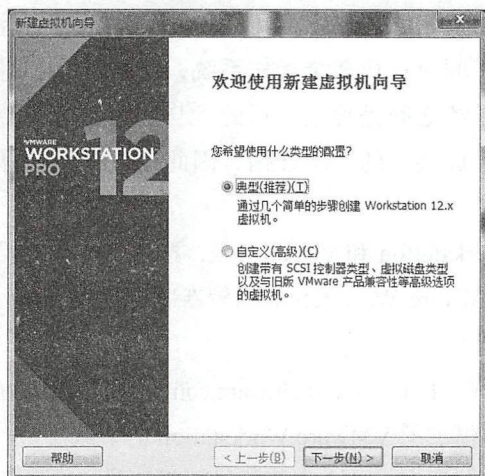 新建虚拟机向导
欢迎使用新建虚拟机向导
VMWARE
WORKSTATION
PRO
12
您希望使用什么类型的配置?
典型(推荐)(T)
通过几个简单的步骤创建 Workstation 12.x
虚拟机。
自定义(高级)(C)
创建带有 SCSI 控制器类型、虚拟磁盘类型
以及与旧版 VMware 产品兼容性等高级选项
的虚拟机。
帮助
< 上一步(B)
下一步(N) >
取消